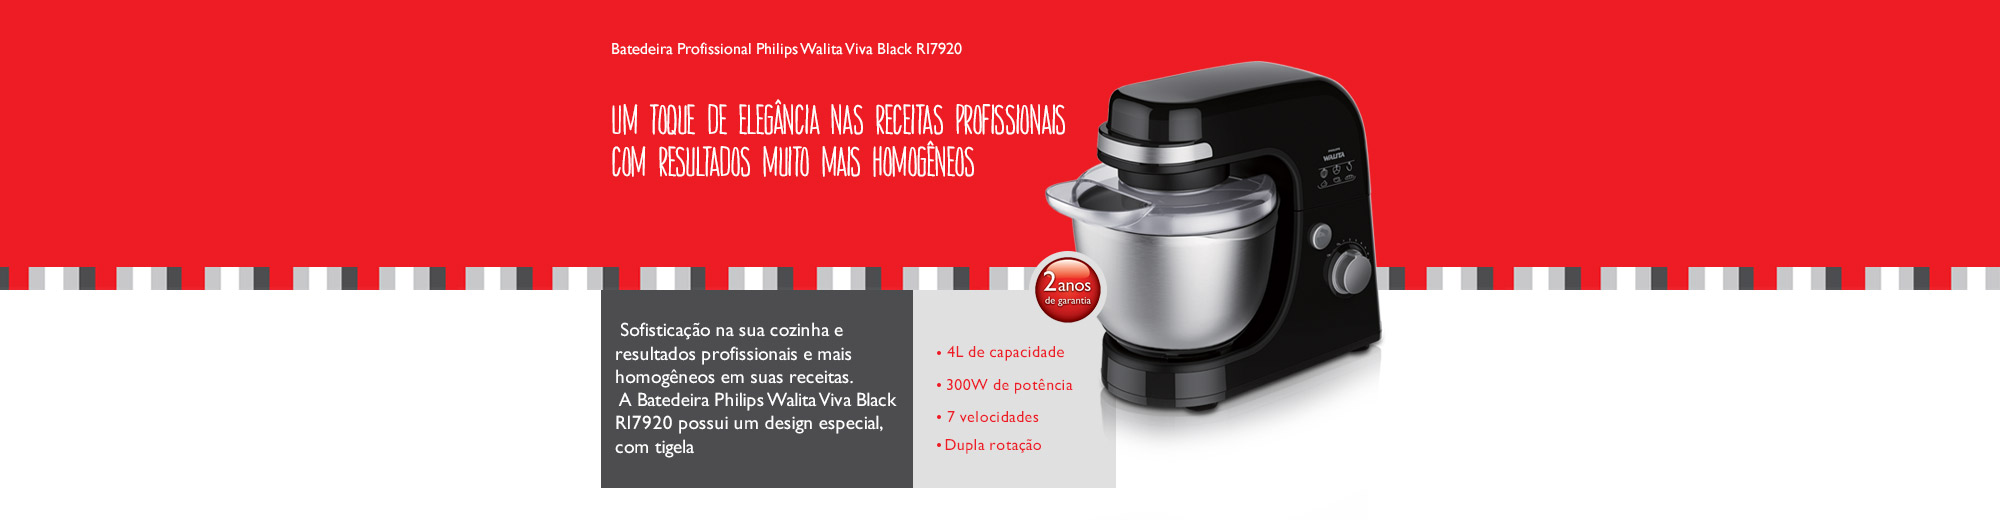 Batedeira Profissional Philips Walita Viva Black RI7920
UM TOQUE DE ELEGÂNCIA NAS RECEITAS PROFISSIONAIS
COM RESULTADOS MUITO MAIS HOMOGÊNEOS
WALITA
2 anos
de garantia
Sofisticação na sua cozinha e
resultados profissionais e mais
homogêneos em suas receitas.
A Batedeira Philips Walita Viva Black
RI7920 possui um design especial,
com tigela
• 4L de capacidade
• 300W de potência
• 7 velocidades
• Dupla rotação